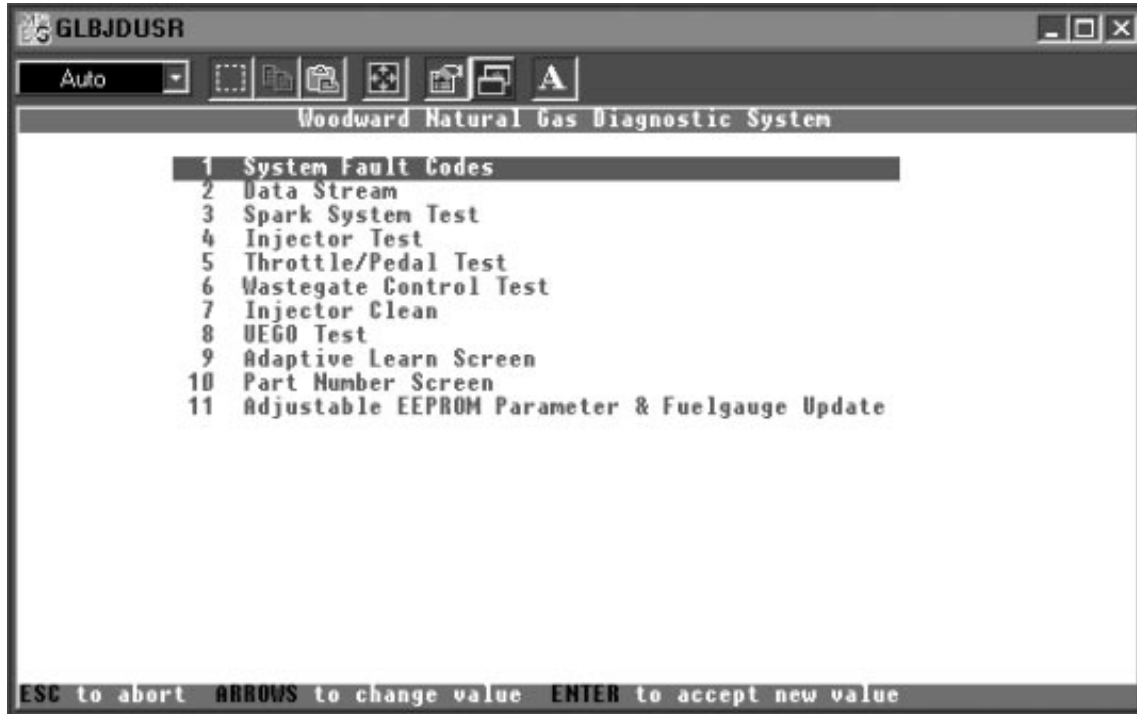 GLBJDUSR
Auto
A
Woodward Natural Gas Diagnostic System
1 System Fault Codes
2 Data Stream
3 Spark System Test
4 Injector Test
5 Throttle/Pedal Test
6 Wastegate Control Test
7 Injector Clean
8 UEGO Test
9 Adaptive Learn Screen
10 Part Number Screen
11 Adjustable EEPROM Parameter & Fuelgauge Update
ESC to abort ARROWS to change value ENTER to accept new value